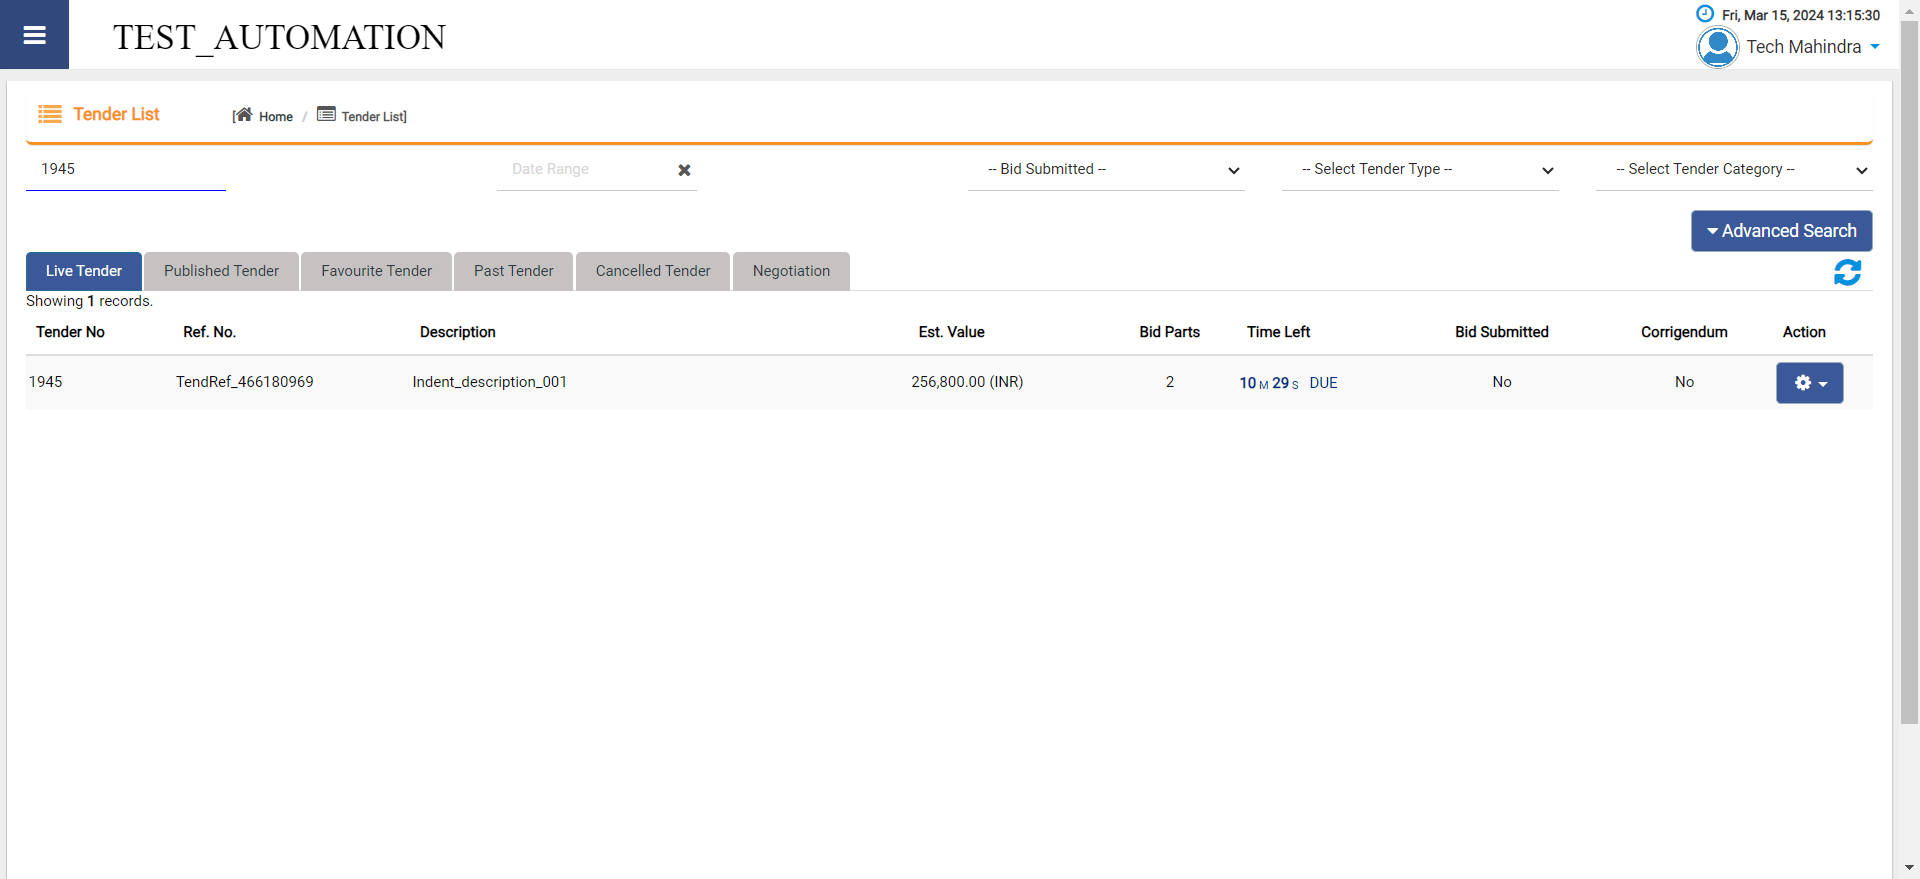 TEST_AUTOMATION
Fri, Mar 15, 2024 13:15:30
Tech Mahindra
Tender List
[Home / Tender List]
1945
Date Range
-- Bid Submitted --
-- Select Tender Type --
-- Select Tender Category --
Advanced Search
Live Tender Published Tender Favourite Tender Past Tender Cancelled Tender Negotiation
Showing 1 records.
Tender No Ref. No. Description Est. Value Bid Parts Time Left Bid Submitted Corrigendum Action
1945 TendRef_466180969 Indent_description_001 256,800.00 (INR) 2 10 M 29 S DUE No No